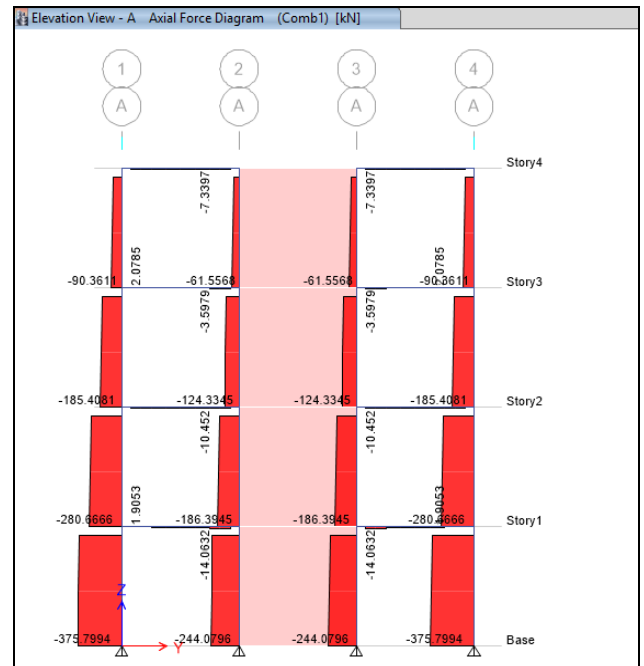 Elevation View - A Axial Force Diagram (Comb1) [kN]
1 2 3 4
A A A A
Story4
-7.3397 -7.3397
2.0785 2.0785
-90.3611 -61.5568 -61.5568 -90.3611 Story3
-3.5979 -3.5979
-185.4081 -124.3345 -124.3345 -185.4081 Story2
-10.452 -10.452
1.9053 1.9053
-280.6666 -186.3945 -186.3945 -280.6666 Story1
-14.0632 -14.0632
Z
-375.7994 Y -244.0796 -244.0796 -375.7994 Base